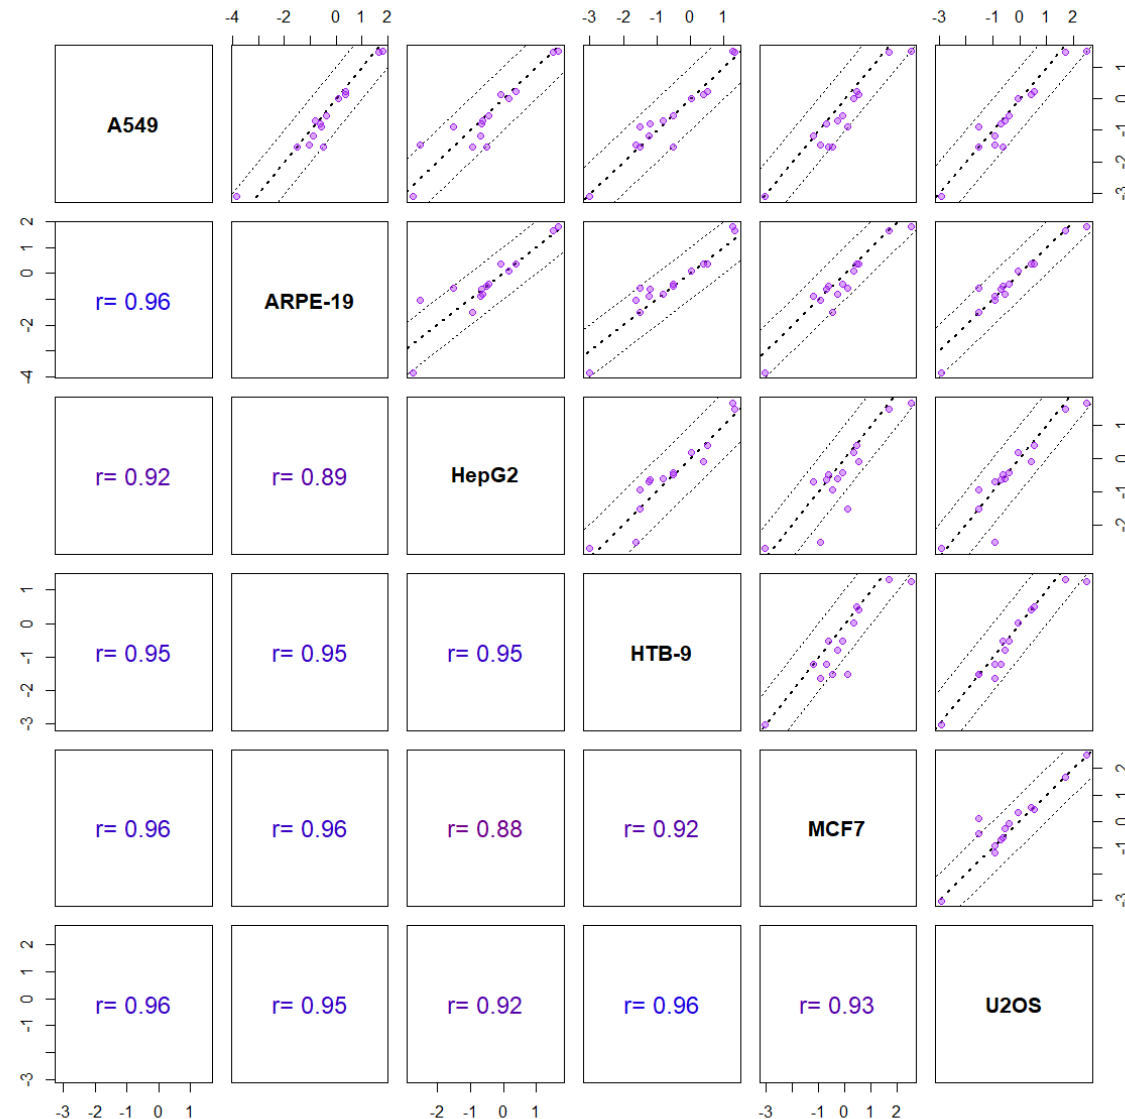 -4 -2 0 1 2 -3 -1 0 1 -3 -1 0 1 2
A549
-3 -2 -1 0 1
-4 -2 0 1 2
r= 0.96 ARPE-19
r= 0.92 r= 0.89 HepG2
-2 -1 0 1
-3 -2 -1 0 1
r= 0.95 r= 0.95 r= 0.95 HTB-9
r= 0.96 r= 0.96 r= 0.88 r= 0.92 MCF7
-3 -1 0 1 2
-3 -1 0 1 2
r= 0.96 r= 0.95 r= 0.92 r= 0.96 r= 0.93 U2OS
-3 -2 -1 0 1 -2 -1 0 1 -3 -1 0 1 2